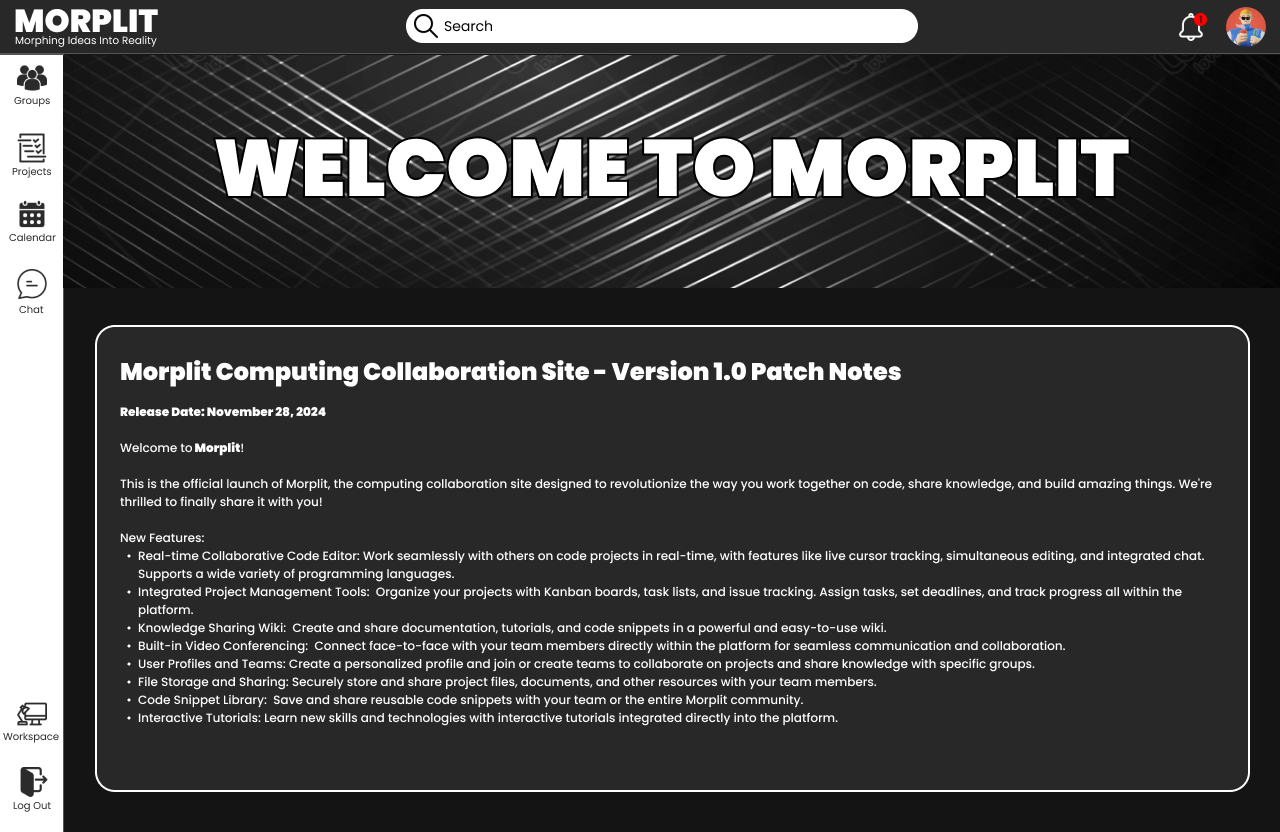 MORPLIT
Morphing Ideas Into Reality
Search
1
Groups
Projects
Calendar
Chat
Workspace
Log Out
WELCOME TO MORPLIT
Morplit Computing Collaboration Site - Version 1.0 Patch Notes
Release Date: November 28, 2024
Welcome to Morplit!
This is the official launch of Morplit, the computing collaboration site designed to revolutionize the way you work together on code, share knowledge, and build amazing things. We're
thrilled to finally share it with you!
New Features:
• Real-time Collaborative Code Editor: Work seamlessly with others on code projects in real-time, with features like live cursor tracking, simultaneous editing, and integrated chat.
Supports a wide variety of programming languages.
• Integrated Project Management Tools:  Organize your projects with Kanban boards, task lists, and issue tracking. Assign tasks, set deadlines, and track progress all within the
platform.
• Knowledge Sharing Wiki:  Create and share documentation, tutorials, and code snippets in a powerful and easy-to-use wiki.
• Built-in Video Conferencing:  Connect face-to-face with your team members directly within the platform for seamless communication and collaboration.
• User Profiles and Teams: Create a personalized profile and join or create teams to collaborate on projects and share knowledge with specific groups.
• File Storage and Sharing: Securely store and share project files, documents, and other resources with your team members.
• Code Snippet Library:  Save and share reusable code snippets with your team or the entire Morplit community.
• Interactive Tutorials: Learn new skills and technologies with interactive tutorials integrated directly into the platform.